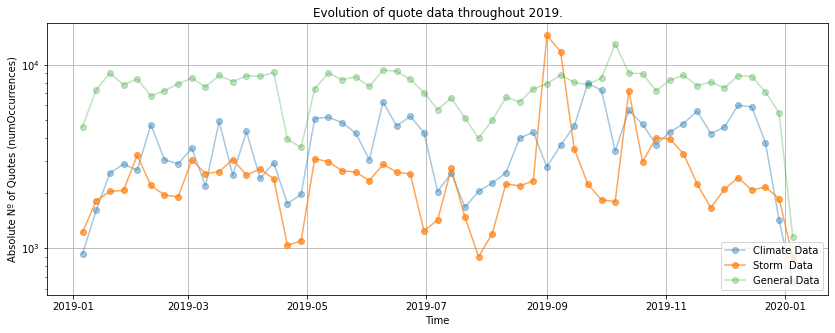 Evolution of quote data throughout 2019.
Absolute Nº of Quotes (numOccurrences)
10⁴
10³
2019-01
2019-03
2019-05
2019-07
2019-09
2019-11
2020-01
Time
Climate Data
Storm  Data
General Data